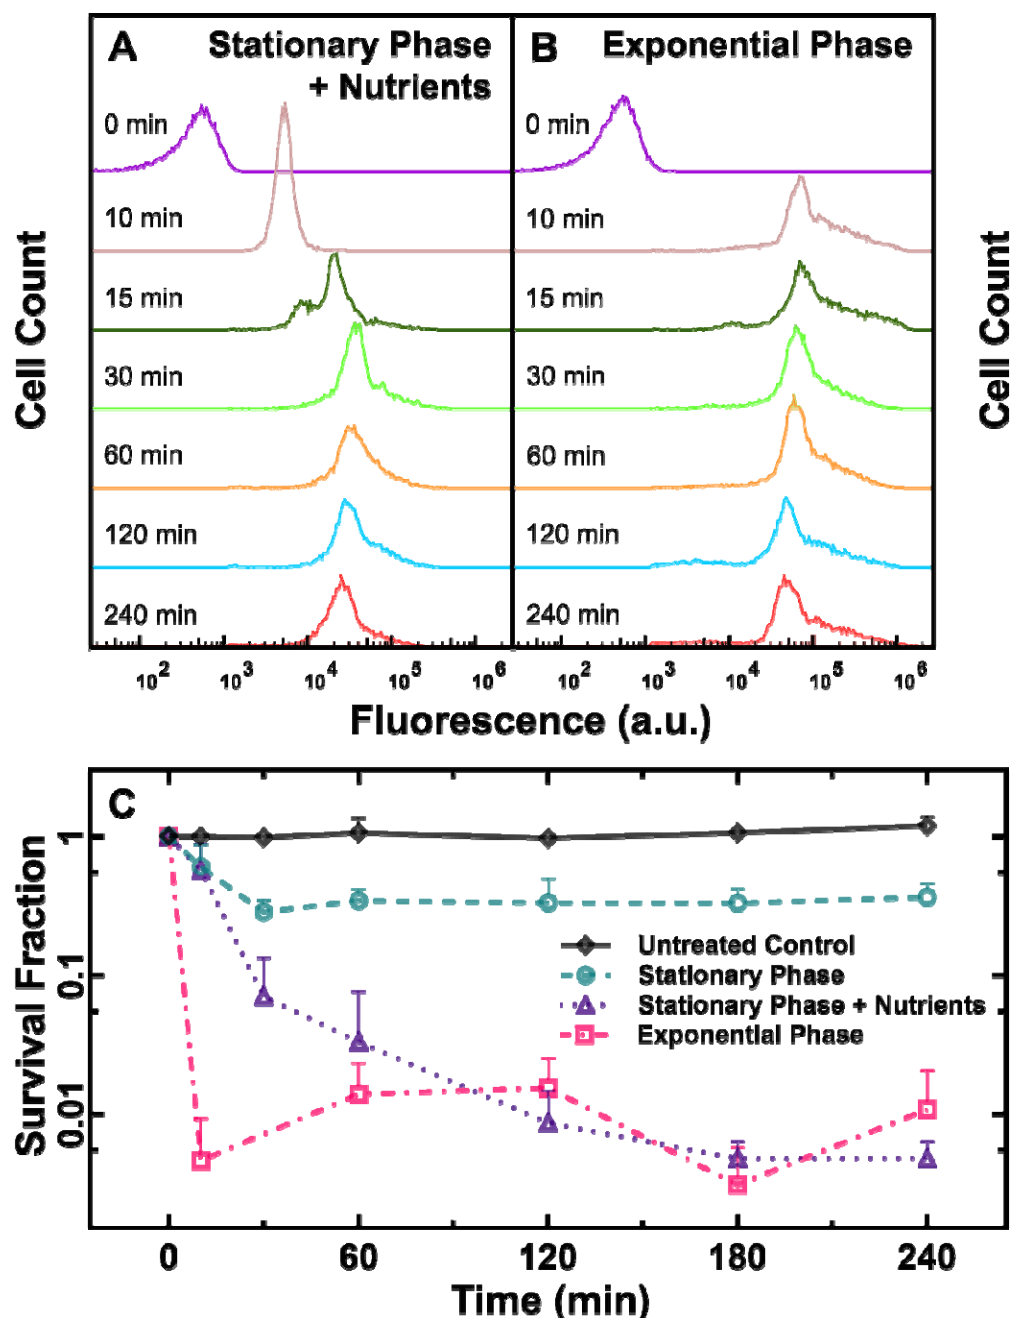 A
Stationary Phase
+ Nutrients
0 min
10 min
15 min
30 min
60 min
120 min
240 min
B
Exponential Phase
0 min
10 min
15 min
30 min
60 min
120 min
240 min
Cell Count
Cell Count
10^2 10^3 10^4 10^5 10^6
10^2 10^3 10^4 10^5 10^6
Fluorescence (a.u.)
C
Survival Fraction
1
0.1
0.01
Untreated Control
Stationary Phase
Stationary Phase + Nutrients
Exponential Phase
0 60 120 180 240
Time (min)